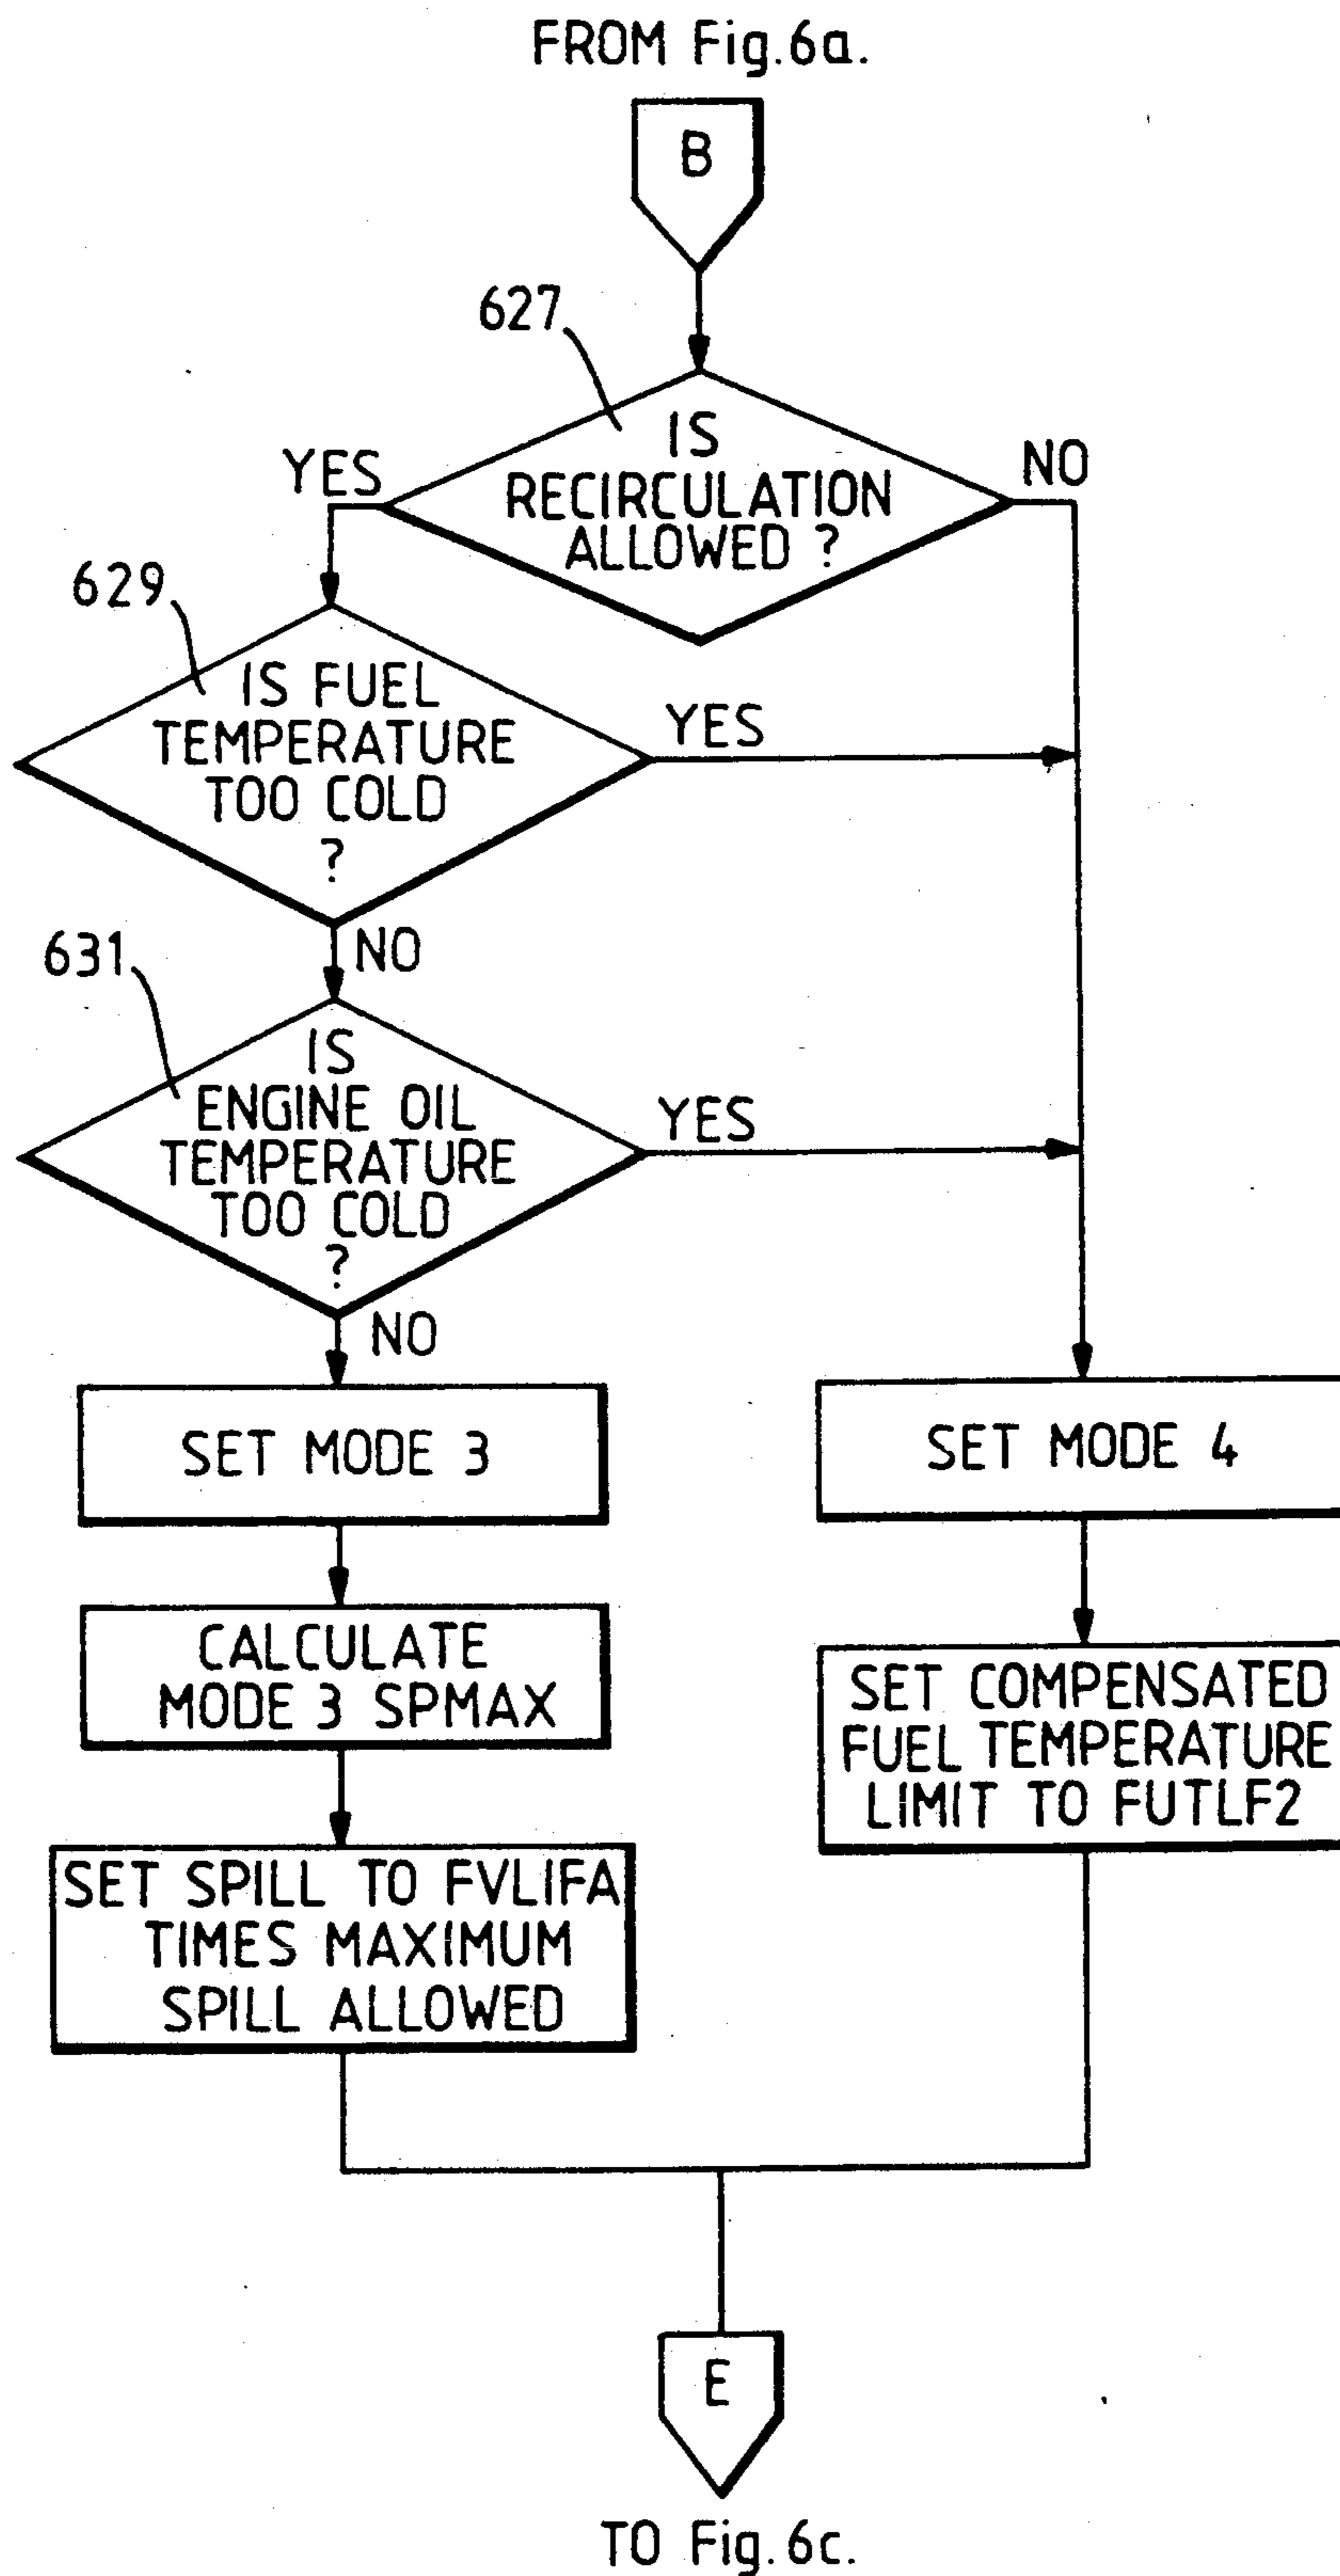 FROM Fig.6a.
B
627
IS
RECIRCULATION
ALLOWED ?
YES
NO
629
IS FUEL
TEMPERATURE
TOO COLD
?
YES
NO
631
IS
ENGINE OIL
TEMPERATURE
TOO COLD
?
YES
NO
SET MODE 3
SET MODE 4
CALCULATE
MODE 3 SPMAX
SET COMPENSATED
FUEL TEMPERATURE
LIMIT TO FUTLF2
SET SPILL TO FVLIFA
TIMES MAXIMUM
SPILL ALLOWED
E
TO Fig.6c.